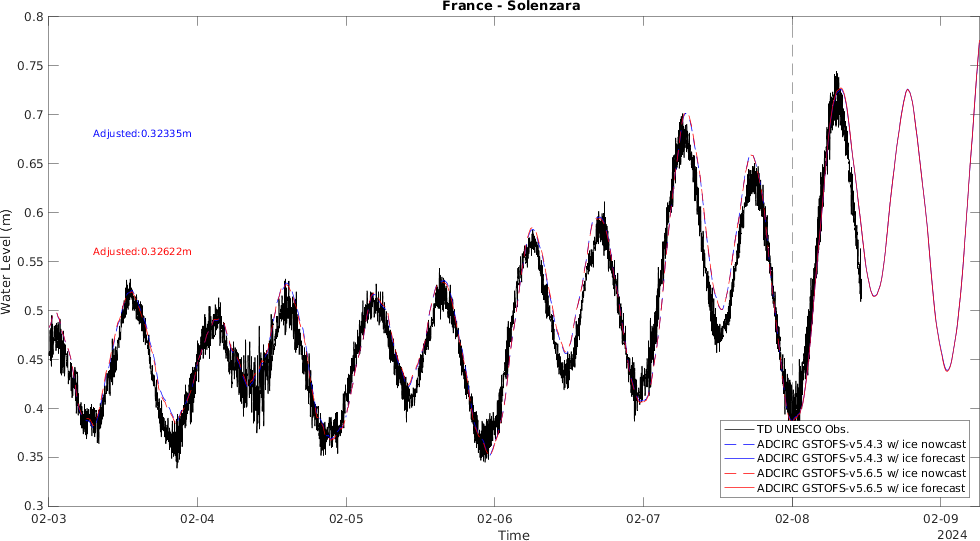 France - Solenzara
0.8
0.75
0.7
0.65
0.6
0.55
0.5
0.45
0.4
0.35
0.3
Water Level (m)
Adjusted:0.32335m
Adjusted:0.32622m
TD UNESCO Obs.
ADCIRC GSTOFS-v5.4.3 w/ ice nowcast
ADCIRC GSTOFS-v5.4.3 w/ ice forecast
ADCIRC GSTOFS-v5.6.5 w/ ice nowcast
ADCIRC GSTOFS-v5.6.5 w/ ice forecast
02-03 02-04 02-05 02-06 02-07 02-08 02-09
Time
2024